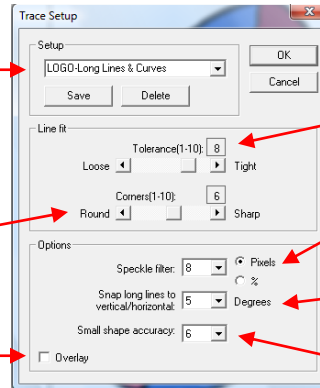 Trace Setup
Setup
LOGO-Long Lines & Curves
OK
Cancel
Save Delete
Line fit
Tolerance(1-10): 8
Loose Tight
Corners(1-10): 6
Round Sharp
Options
Speckle filter: 8 Pixels
%
Snap long lines to
vertical/horizontal: 5 Degrees
Small shape accuracy: 6
Overlay